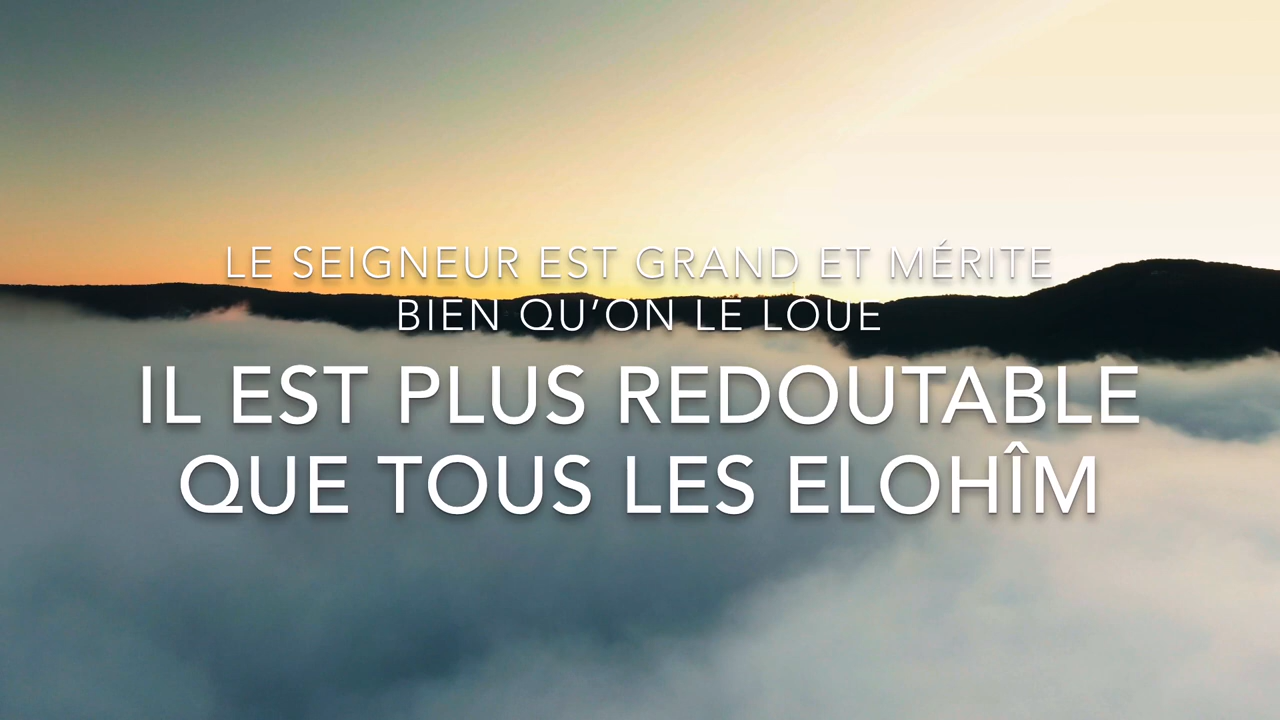 LE SEIGNEUR EST GRAND ET MÉRITE
BIEN QU’ON LE LOUE
IL EST PLUS REDOUTABLE
QUE TOUS LES ELOHÎM